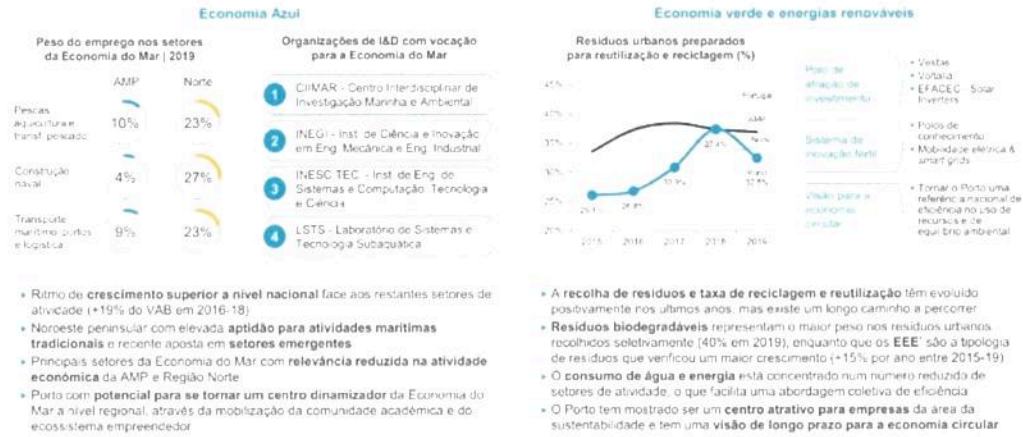 Economia Azul
Peso do emprego nos setores
da Economia do Mar | 2019
AMP Norte
Pescas
aquicultura e
transf. pescado
10% 23%
Construção
naval
4% 27%
Transporte
marítimo, portos
e logística
9% 23%
Organizações de I&D com vocação
para a Economia do Mar
1 CIIMAR - Centro Interdisciplinar de
Investigação Marinha e Ambiental
2 INEGI - Inst. de Ciência e Inovação
em Eng. Mecânica e Eng. Industrial
3 INESC TEC - Inst. de Eng. de
Sistemas e Computação, Tecnologia
e Ciência
4 LSTS - Laboratório de Sistemas e
Tecnologia Subaquática
▪ Ritmo de crescimento superior a nível nacional face aos restantes setores de
atividade (+19% do VAB em 2016-18)
▪ Noroeste peninsular com elevada aptidão para atividades marítimas
tradicionais e recente aposta em setores emergentes
▪ Principais setores da Economia do Mar com relevância reduzida na atividade
económica da AMP e Região Norte
▪ Porto com potencial para se tornar um centro dinamizador da Economia do
Mar a nível regional, através da mobilização da comunidade académica e do
ecossistema empreendedor
Economia verde e energias renováveis
Resíduos urbanos preparados
para reutilização e reciclagem (%)
45%
40%
35%
30%
25%
20%
Portugal
Porto
2015 2016 2017 2018 2019
Polo de
atração de
investimento
▪ Vestas
▪ Voltalia
▪ EFACEC - Solar
Inverters
Sistema de
inovação forte
▪ Polos de
conhecimento
▪ Mobilidade elétrica &
smart grids
Visão para a
economia
circular
▪ Tornar o Porto uma
referência nacional de
eficiência no uso de
recursos e de
equilíbrio ambiental
▪ A recolha de resíduos e taxa de reciclagem e reutilização têm evoluído
positivamente nos últimos anos, mas existe um longo caminho a percorrer
▪ Resíduos biodegradáveis representam o maior peso nos resíduos urbanos
recolhidos seletivamente (40% em 2019), enquanto que os EEE¹ são a tipologia
de resíduos que verificou um maior crescimento (+15% por ano entre 2015-19)
▪ O consumo de água e energia está concentrado num número reduzido de
setores de atividade, o que facilita uma abordagem coletiva de eficiência
▪ O Porto tem mostrado ser um centro atrativo para empresas da área da
sustentabilidade e tem uma visão de longo prazo para a economia circular